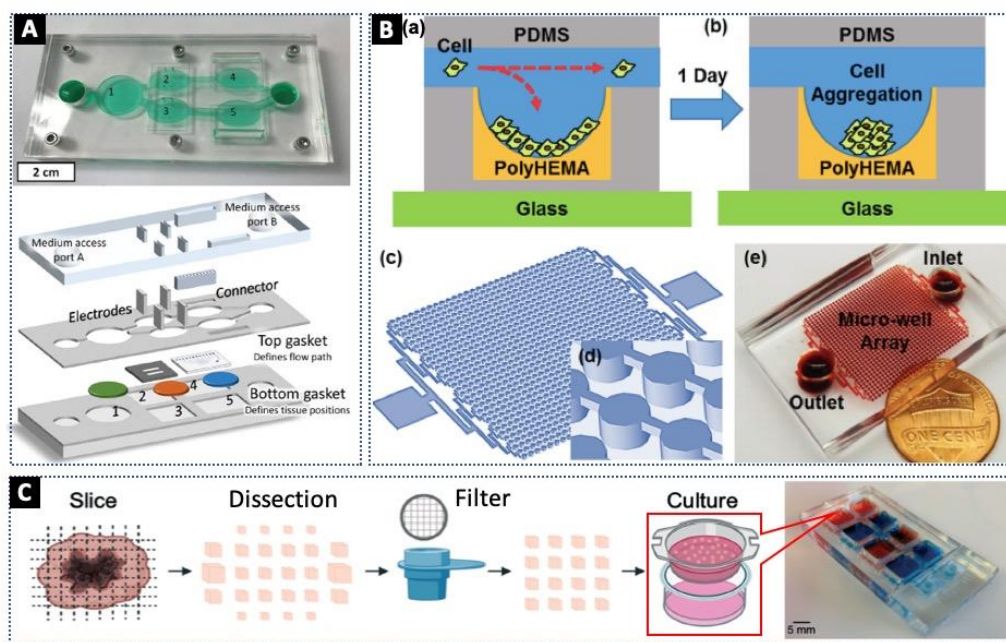 A
1
2
3
4
5
2 cm
Medium access
port B
Medium access
port A
Electrodes
Connector
Top gasket
Defines flow path
Bottom gasket
Defines tissue positions
1
2
3
4
5
B
(a)
PDMS
Cell
PolyHEMA
Glass
1 Day
(b)
PDMS
Cell
Aggregation
PolyHEMA
Glass
(c)
(d)
(e)
Inlet
Micro-well
Array
Outlet
ONE CENT
C
Slice
Dissection
Filter
Culture
5 mm